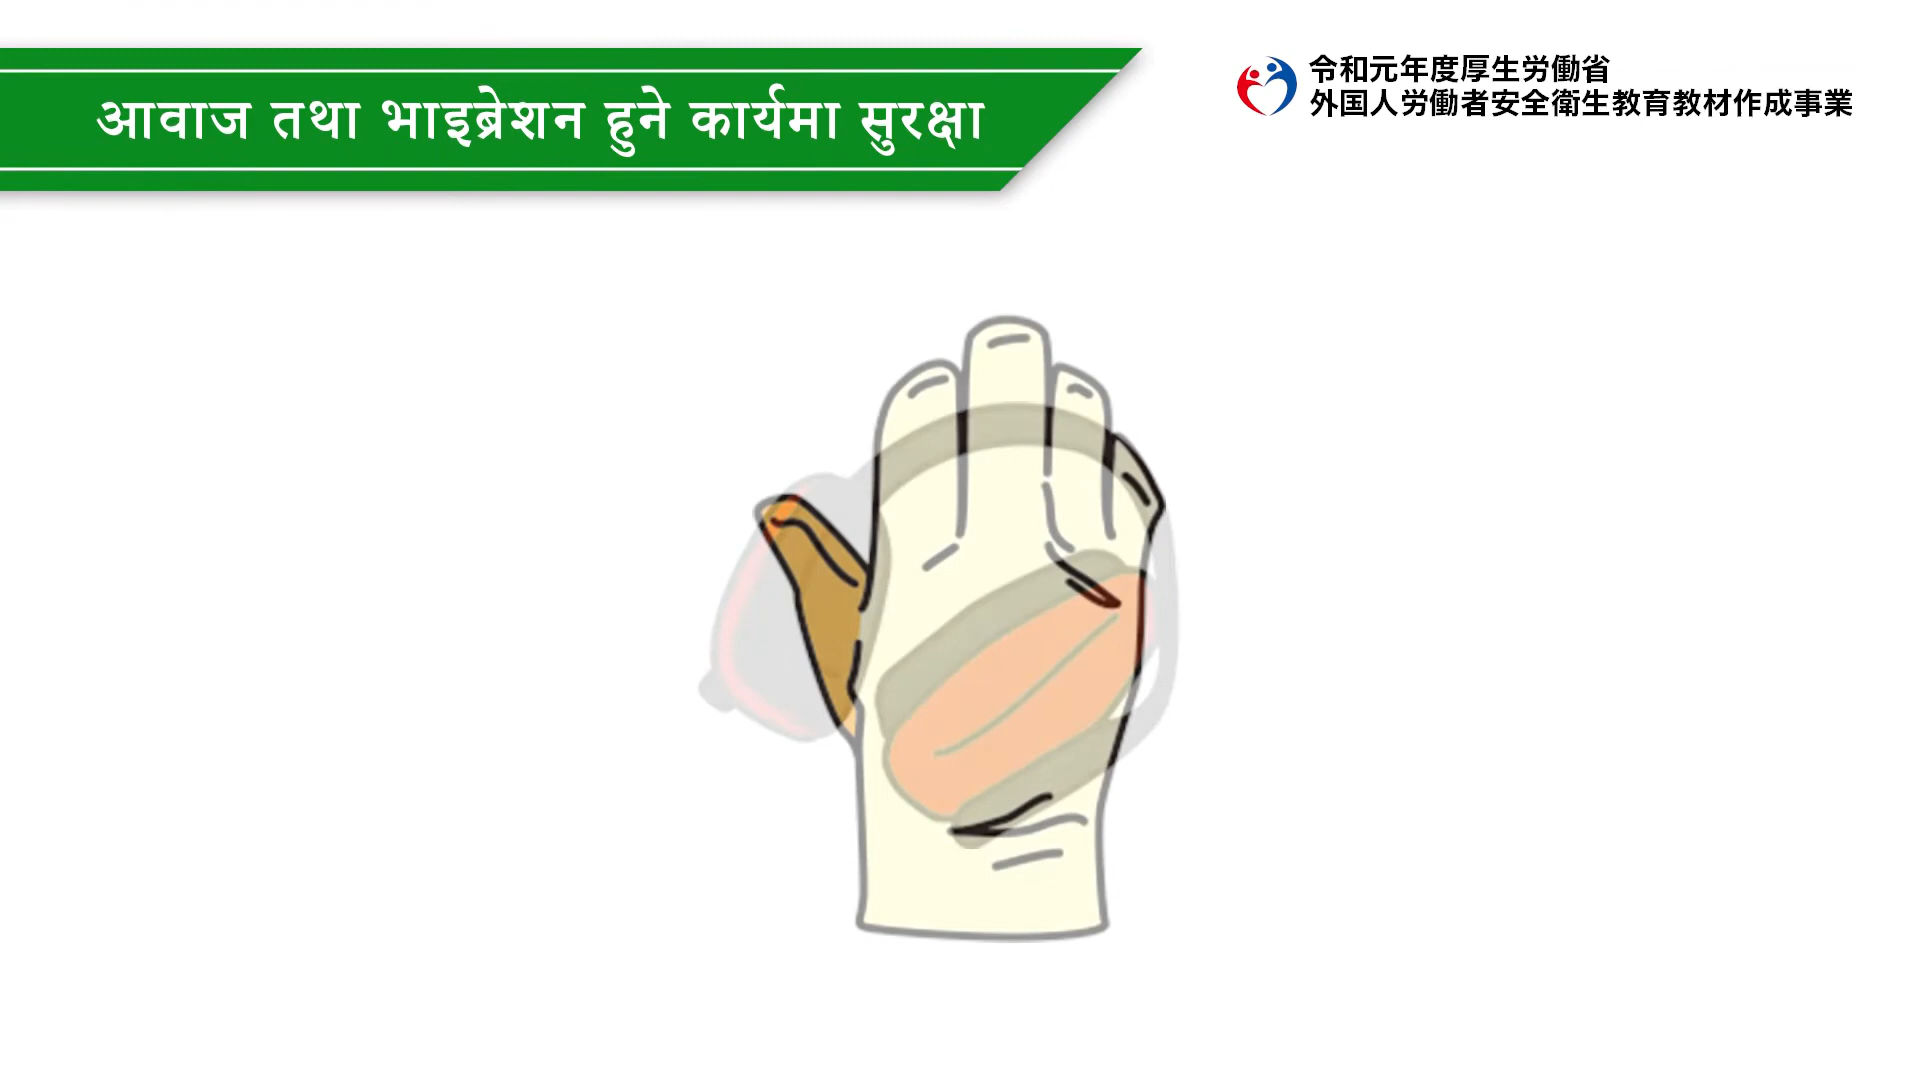 आवाज तथा भाइब्रेशन हुने कार्यमा सुरक्षा
令和元年度厚生労働省
外国人労働者安全衛生教育教材作成事業